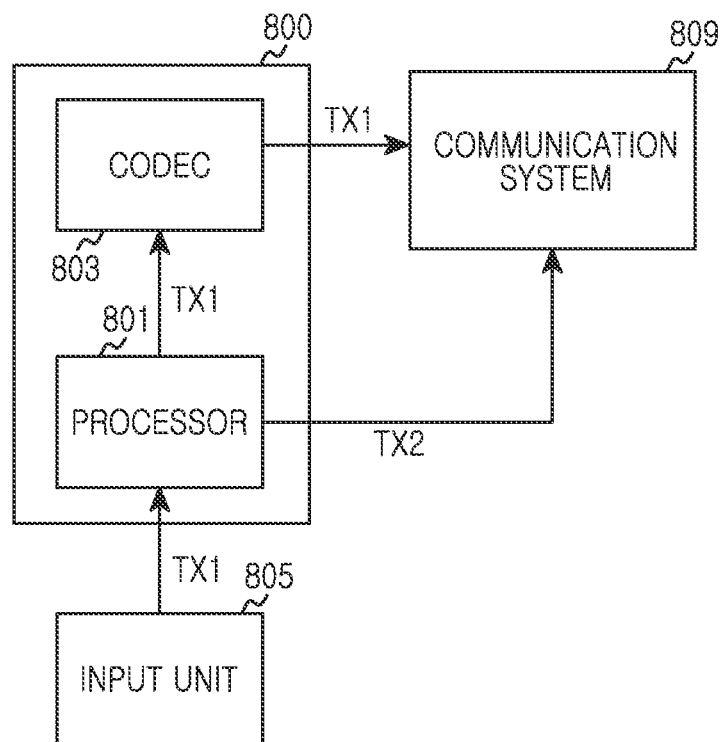 800
809
CODEC
TX1
COMMUNICATION
SYSTEM
803
TX1
801
PROCESSOR
TX2
TX1
805
INPUT UNIT